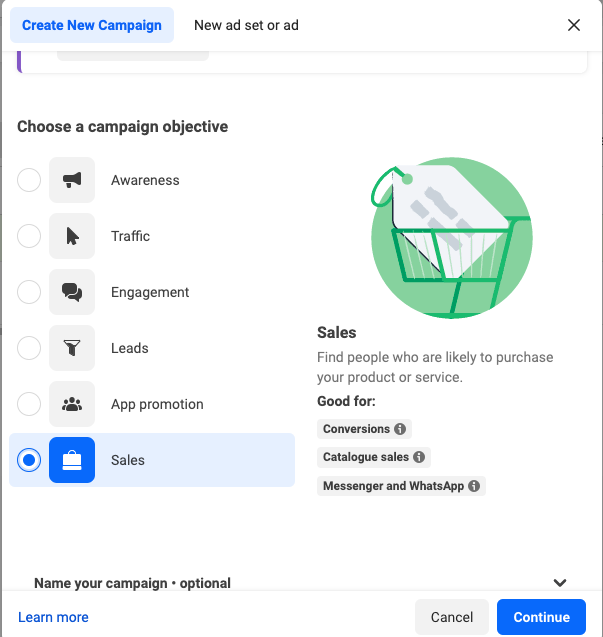 Create New Campaign
New ad set or ad
Choose a campaign objective
Awareness
Traffic
Engagement
Leads
App promotion
Sales
Sales
Find people who are likely to purchase
your product or service.
Good for:
Conversions
Catalogue sales
Messenger and WhatsApp
Name your campaign • optional
Learn more
Cancel
Continue